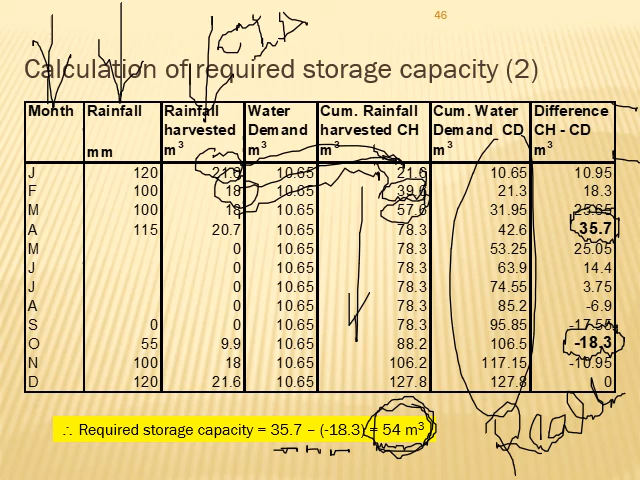 46
Calculation of required storage capacity (2)
Month Rainfall mm Rainfall harvested m³ Water Demand m³ Cum. Rainfall harvested CH m³ Cum. Water Demand CD m³ Difference CH - CD m³
J 120 21.6 10.65 21.6 10.65 10.95
F 100 18 10.65 39.6 21.3 18.3
M 100 18 10.65 57.6 31.95 25.65
A 115 20.7 10.65 78.3 42.6 35.7
M 0 10.65 78.3 53.25 25.05
J 0 10.65 78.3 63.9 14.4
J 0 10.65 78.3 74.55 3.75
A 0 10.65 78.3 85.2 -6.9
S 0 0 10.65 78.3 95.85 -17.55
O 55 9.9 10.65 88.2 106.5 -18.3
N 100 18 10.65 106.2 117.15 -10.95
D 120 21.6 10.65 127.8 127.8 0
∴ Required storage capacity = 35.7 – (-18.3) = 54 m³